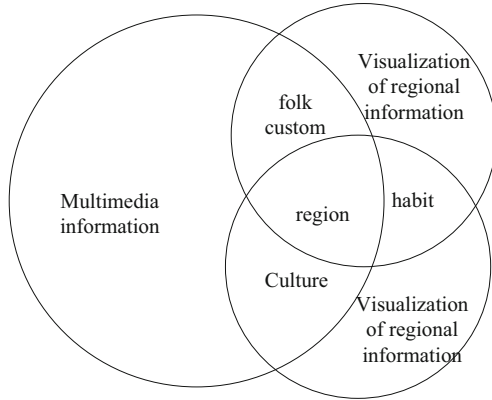 Visualization
of regional
information
folk
custom
Multimedia
information
region
habit
Culture
Visualization
of regional
information